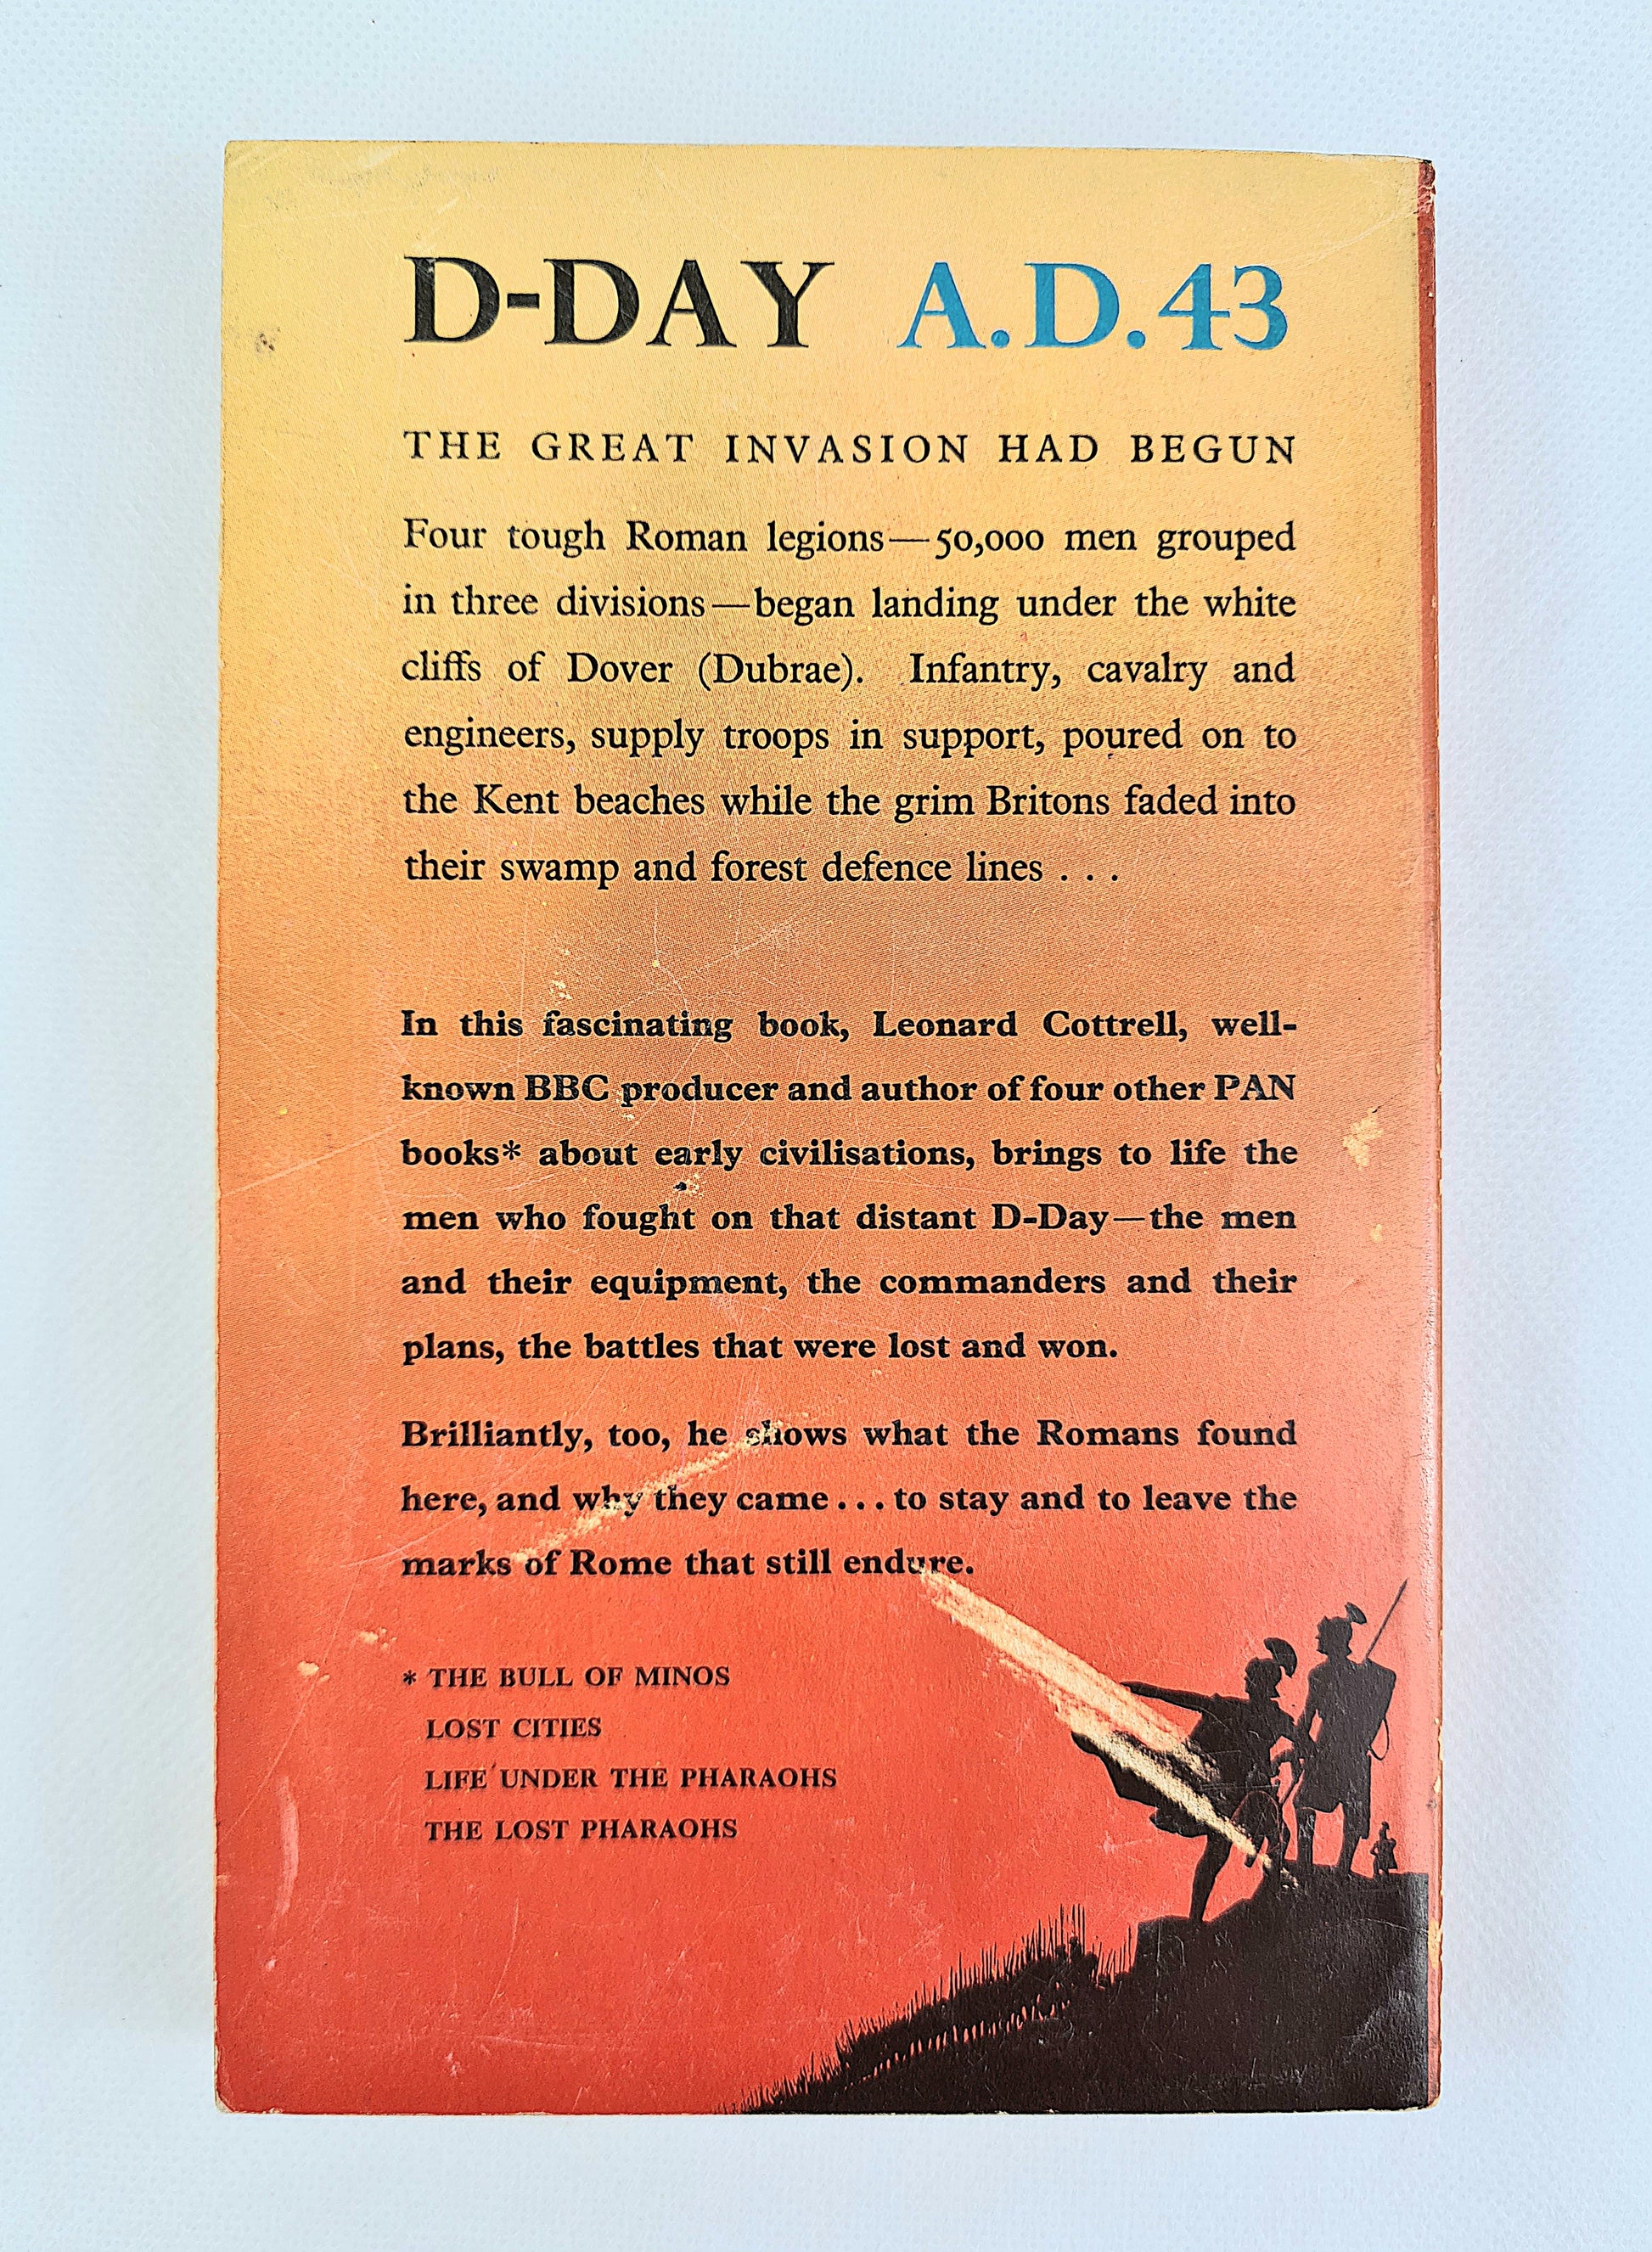 D-DAY A.D.43
THE GREAT INVASION HAD BEGUN
Four tough Roman legions—50,000 men grouped
in three divisions—began landing under the white
cliffs of Dover (Dubrae). Infantry, cavalry and
engineers, supply troops in support, poured on to
the Kent beaches while the grim Britons faded into
their swamp and forest defence lines . . .
In this fascinating book, Leonard Cottrell, well-
known BBC producer and author of four other PAN
books* about early civilisations, brings to life the
men who fought on that distant D-Day—the men
and their equipment, the commanders and their
plans, the battles that were lost and won.
Brilliantly, too, he shows what the Romans found
here, and why they came . . . to stay and to leave the
marks of Rome that still endure.
* THE BULL OF MINOS
LOST CITIES
LIFE UNDER THE PHARAOHS
THE LOST PHARAOHS